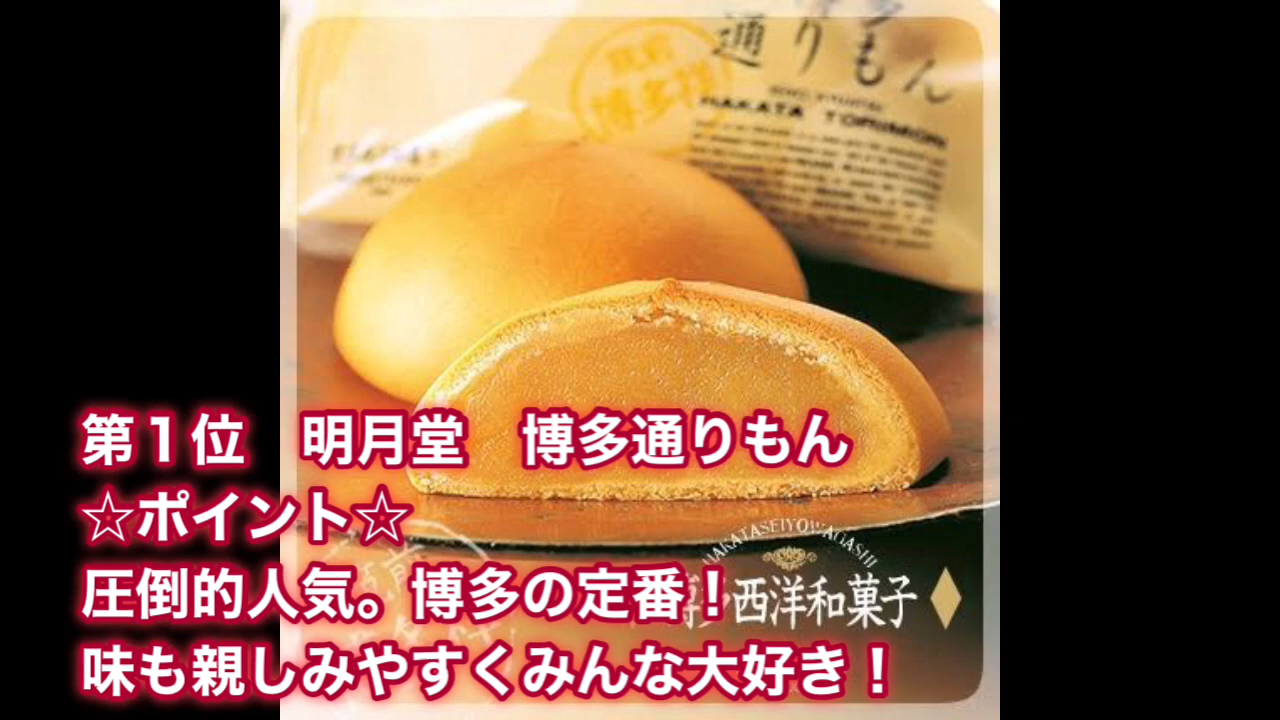 通りもん
HAKATA TORIMON
第１位　明月堂　博多通りもん
☆ポイント☆
圧倒的人気。博多の定番！
味も親しみやすくみんな大好き！
HAKATASEIYOWAGASHI
博多西洋和菓子